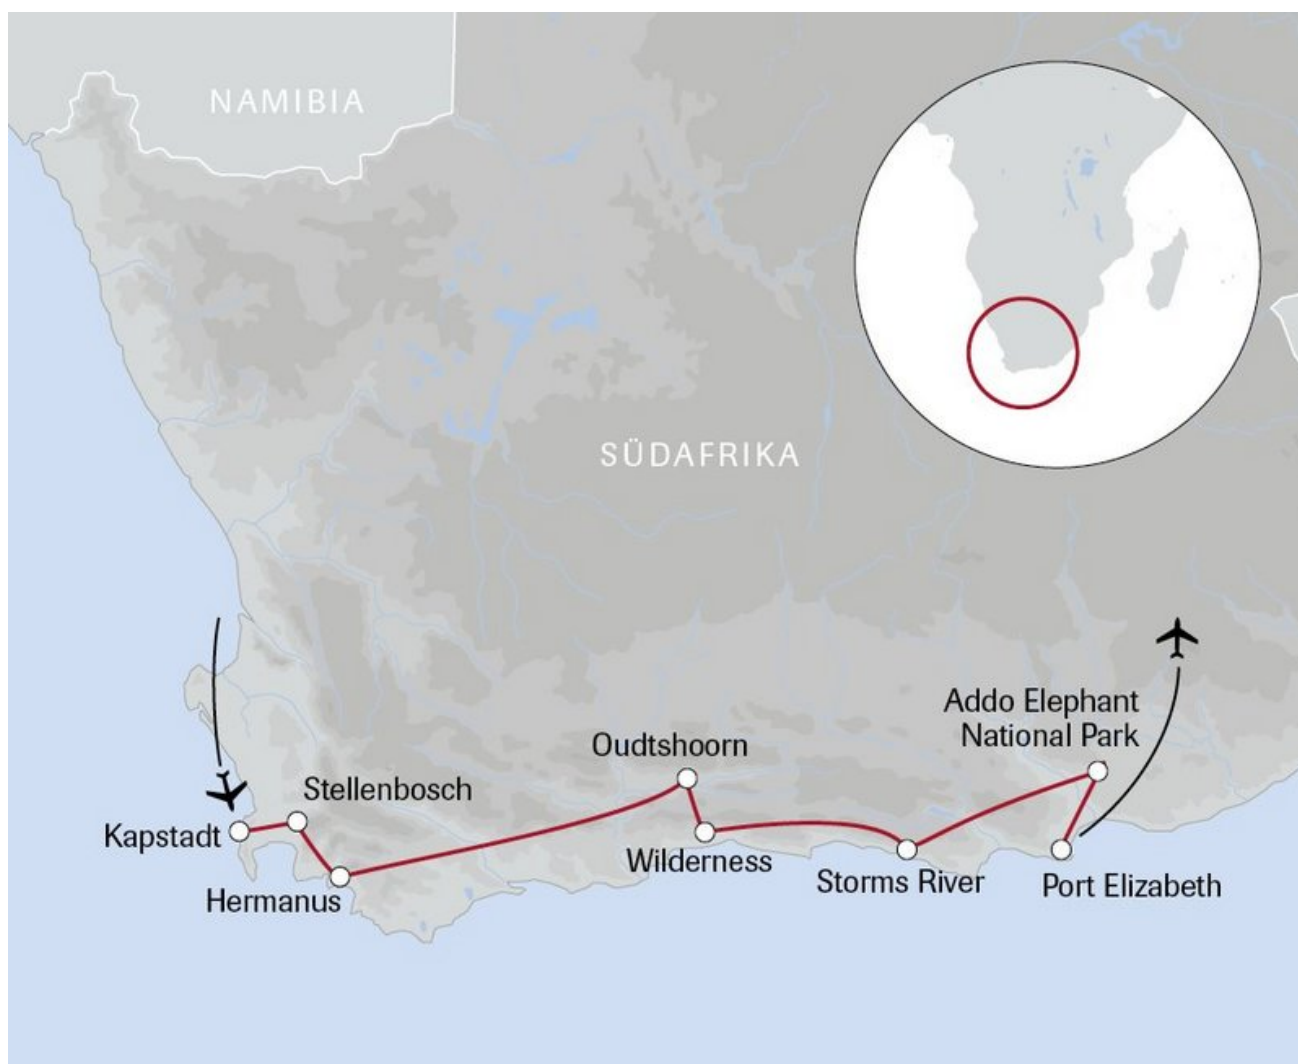 NAMIBIA
SÜDAFRIKA
Addo Elephant
National Park
Oudtshoorn
Stellenbosch
Kapstadt
Wilderness
Storms River
Port Elizabeth
Hermanus